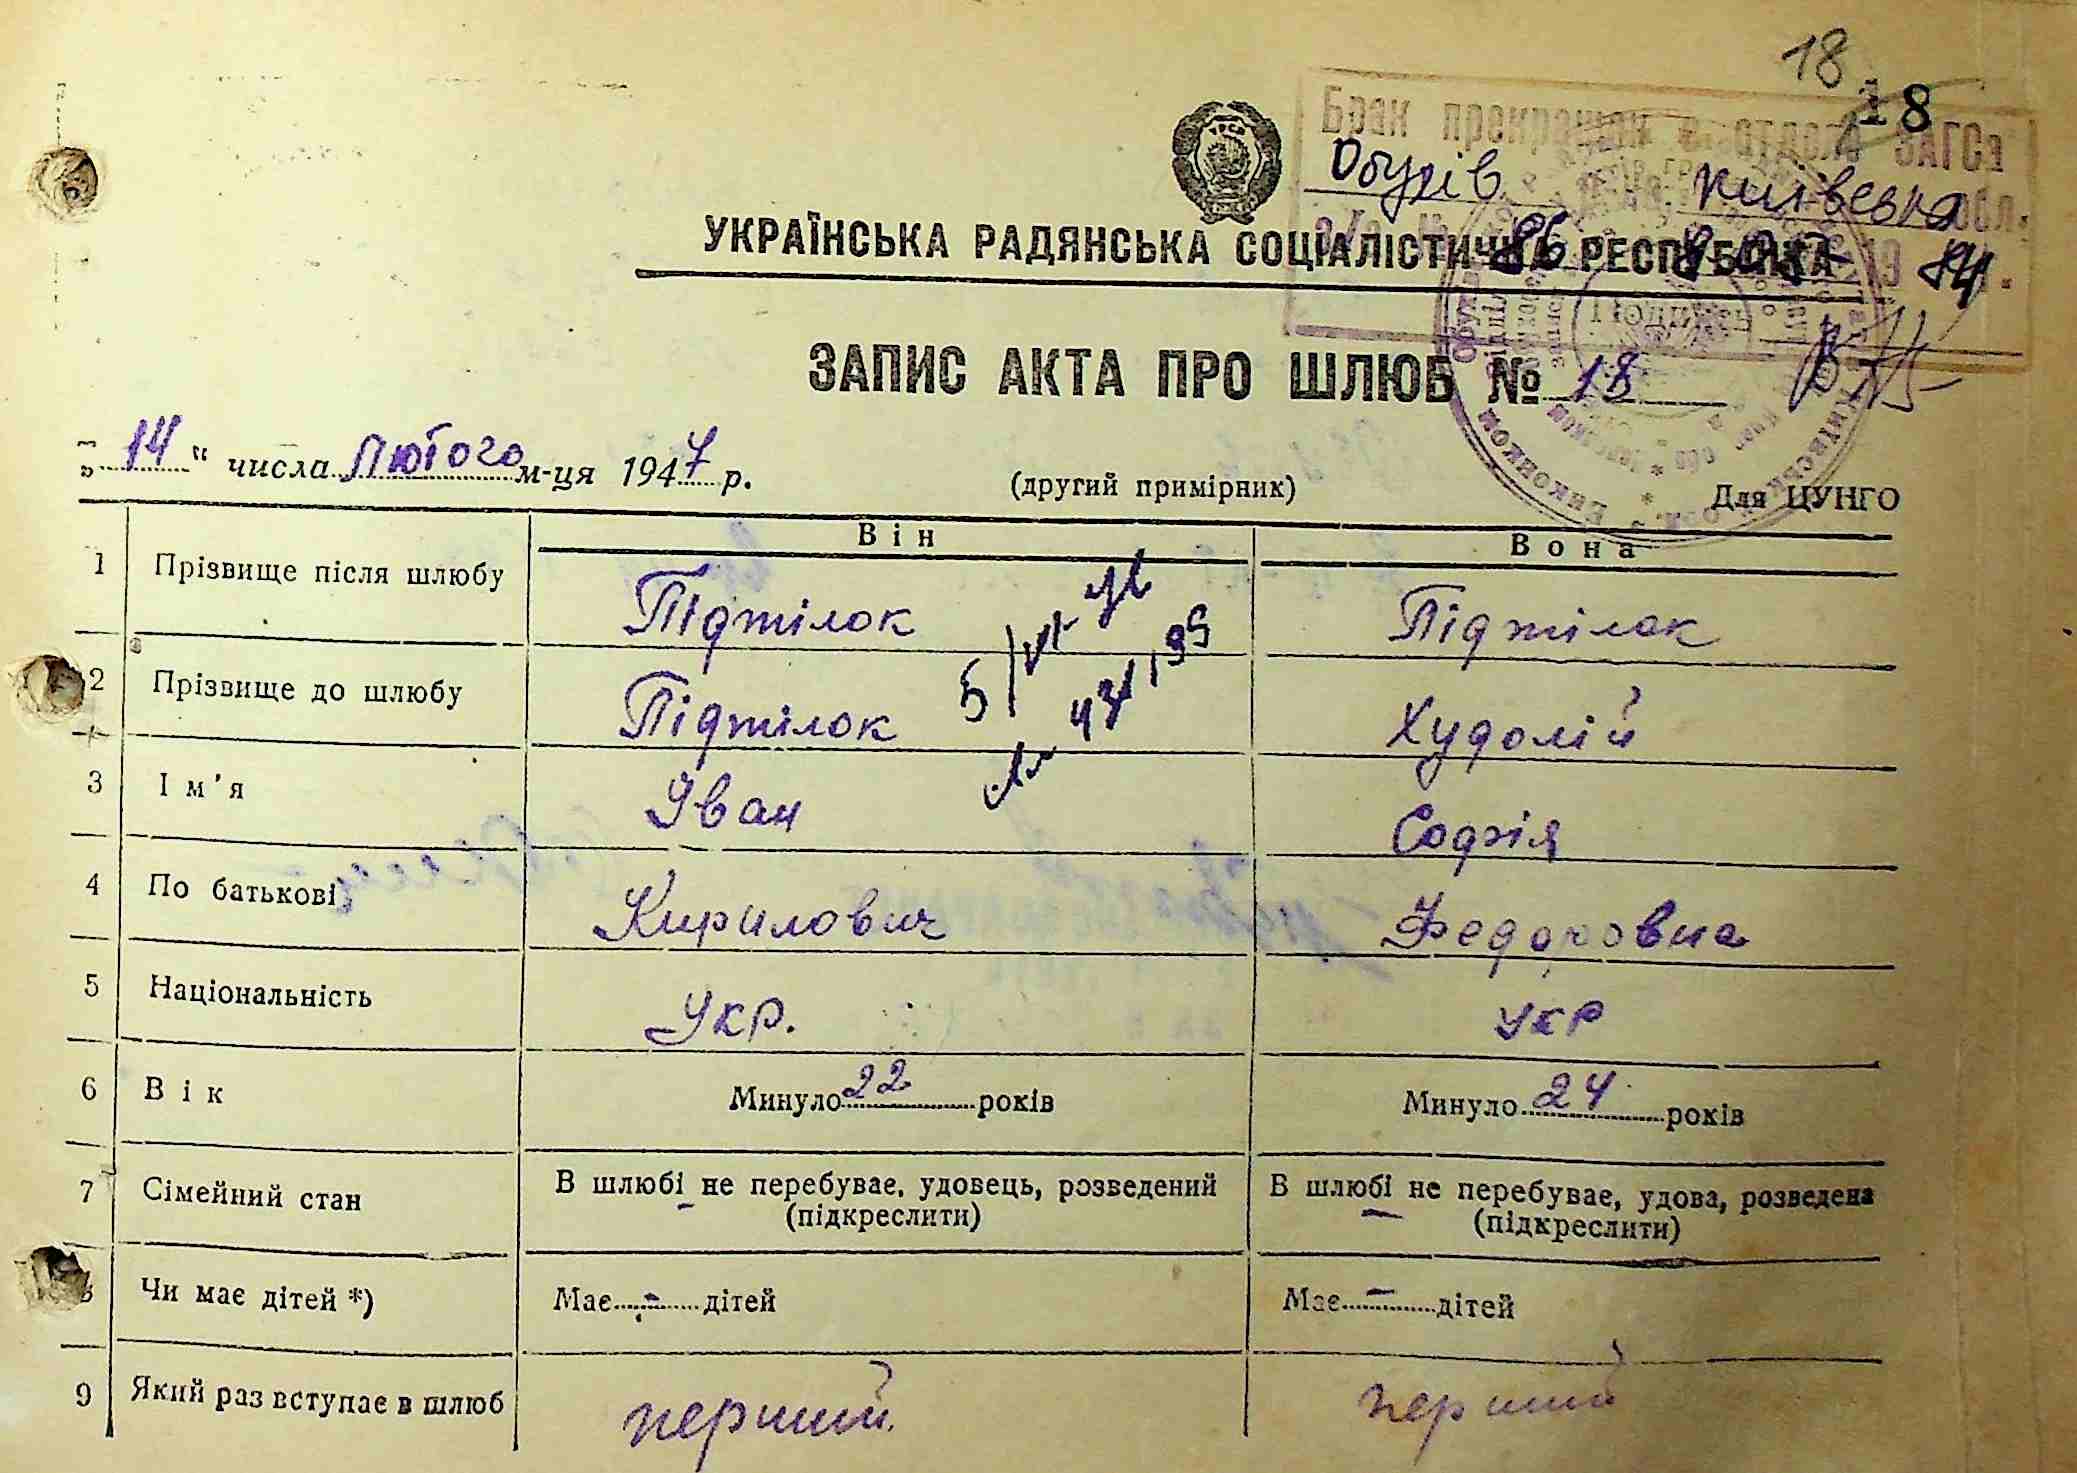 18
18
Брак прекращен в отделе ЗАГСа
Обухів Київська обл.
УКРАЇНСЬКА РАДЯНСЬКА СОЦІАЛІСТИЧНА РЕСПУБЛІКА
ЗАПИС АКТА ПРО ШЛЮБ № 18
„14“ числа Лютого м-ця 1947 р. (другий примірник) Для ЦУНГО
Він Вона
1 Прізвище після шлюбу Підтілок Підтілок
2 Прізвище до шлюбу Підтілок Худолій
3 Ім'я Іван Софія
4 По батькові Кирилович Федоровна
5 Національність Укр. Укр
6 Вік Минуло 22 років Минуло 24 років
7 Сімейний стан В шлюбі не перебуває, удовець, розведений В шлюбі не перебуває, удова, розведена
(підкреслити) (підкреслити)
Чи має дітей *) Має - дітей Має - дітей
9 Який раз вступає в шлюб перший перший